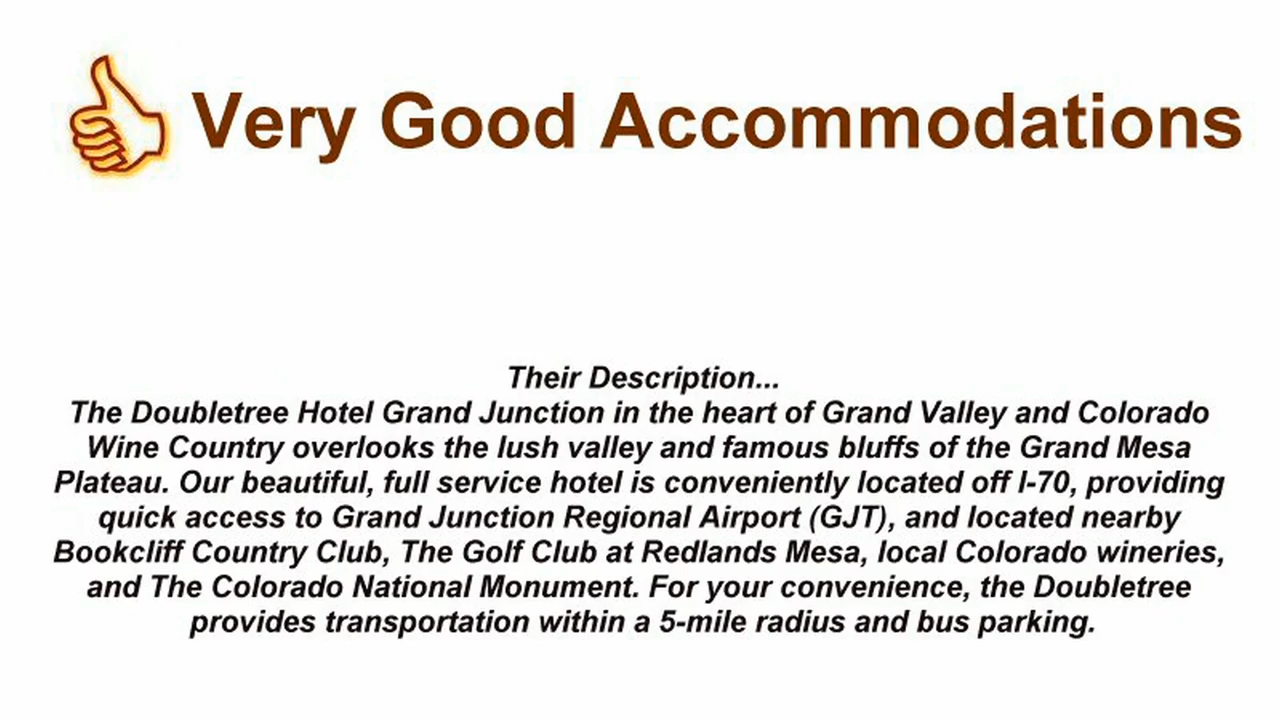 Very Good Accommodations
Their Description...
The Doubletree Hotel Grand Junction in the heart of Grand Valley and Colorado
Wine Country overlooks the lush valley and famous bluffs of the Grand Mesa
Plateau. Our beautiful, full service hotel is conveniently located off I-70, providing
quick access to Grand Junction Regional Airport (GJT), and located nearby
Bookcliff Country Club, The Golf Club at Redlands Mesa, local Colorado wineries,
and The Colorado National Monument. For your convenience, the Doubletree
provides transportation within a 5-mile radius and bus parking.